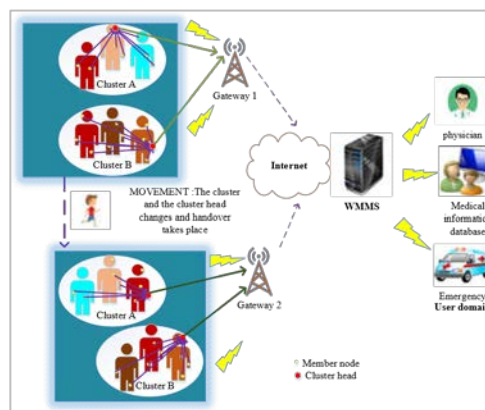 Cluster A
Gateway 1
Cluster B
Internet
WMMS
physician
Medical
information
database
Emergency
User domain
MOVEMENT :The cluster
and the cluster head
changes and handover
takes place
Cluster A
Gateway 2
Cluster B
Member node
Cluster head